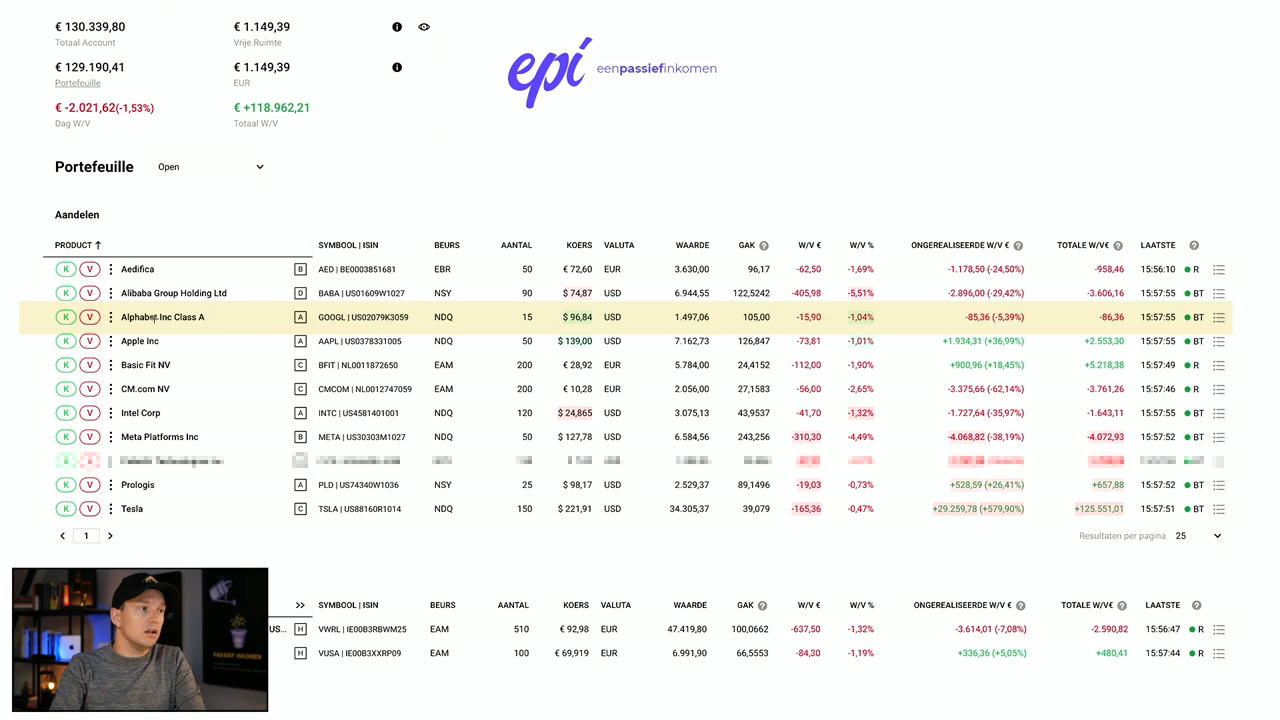 € 130.339,80 € 1.149,39
Totaal Account Vrije Ruimte
epi eenpassiefinkomen
€ 129.190,41 € 1.149,39
Portefeuille EUR
€ -2.021,62(-1,53%) € +118.962,21
Dag W/V Totaal W/V
Portefeuille Open
Aandelen
PRODUCT ↑ SYMBOOL | ISIN BEURS AANTAL KOERS VALUTA WAARDE GAK ? W/V € W/V % ONGEREALISEERDE W/V € ? TOTALE W/V€ ? LAATSTE ?
K V Aedifica B AED | BE0003851681 EBR 50 € 72,60 EUR 3.630,00 96,17 -62,50 -1,69% -1.178,50 (-24,50%) -958,46 15:56:10 R
K V Alibaba Group Holding Ltd D BABA | US01609W1027 NSY 90 $ 74,87 USD 6.944,55 122,5242 -405,98 -5,51% -2.896,00 (-29,42%) -3.606,16 15:57:55 BT
K V Alphabet Inc Class A A GOOGL | US02079K3059 NDQ 15 $ 96,84 USD 1.497,06 105,00 -15,90 -1,04% -85,36 (-5,39%) -86,36 15:57:55 BT
K V Apple Inc A AAPL | US0378331005 NDQ 50 $ 139,00 USD 7.162,73 126,847 -73,81 -1,01% +1.934,31 (+36,99%) +2.553,30 15:57:55 BT
K V Basic Fit NV C BFIT | NL0011872650 EAM 200 € 28,92 EUR 5.784,00 24,4152 -112,00 -1,90% +900,96 (+18,45%) +5.218,38 15:57:49 R
K V CM.com NV C CMCOM | NL0012747059 EAM 200 € 10,28 EUR 2.056,00 27,1583 -56,00 -2,65% -3.375,66 (-62,14%) -3.761,26 15:57:46 R
K V Intel Corp A INTC | US4581401001 NDQ 120 $ 24,865 USD 3.075,13 43,9537 -41,70 -1,32% -1.727,64 (-35,97%) -1.643,11 15:57:55 BT
K V Meta Platforms Inc B META | US30303M1027 NDQ 50 $ 127,78 USD 6.584,56 243,256 -310,30 -4,49% -4.068,82 (-38,19%) -4.072,93 15:57:52 BT
K V Prologis A PLD | US74340W1036 NSY 25 $ 98,17 USD 2.529,37 89,1496 -19,03 -0,73% +528,59 (+26,41%) +657,88 15:57:52 BT
K V Tesla C TSLA | US88160R1014 NDQ 150 $ 221,91 USD 34.305,37 39,079 -165,36 -0,47% +29.259,78 (+579,90%) +125.551,01 15:57:51 BT
< 1 > Resultaten per pagina 25
>> SYMBOOL | ISIN BEURS AANTAL KOERS VALUTA WAARDE GAK ? W/V € W/V % ONGEREALISEERDE W/V € ? TOTALE W/V€ ? LAATSTE ?
US... H VWRL | IE00B3RBWM25 EAM 510 € 92,98 EUR 47.419,80 100,0662 -637,50 -1,32% -3.614,01 (-7,08%) -2.590,82 15:56:47 R
H VUSA | IE00B3XXRP09 EAM 100 € 69,919 EUR 6.991,90 66,5553 -84,30 -1,19% +336,36 (+5,05%) +480,41 15:57:44 R
PASSIEF INKOMEN